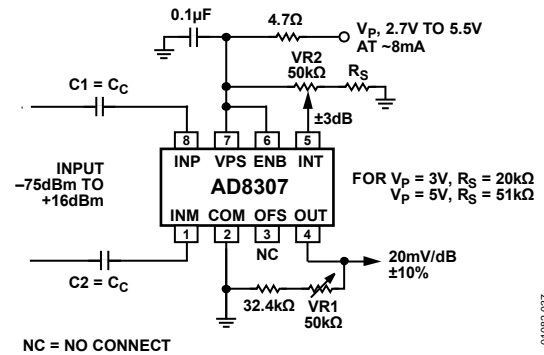 0.1µF
4.7Ω
VP, 2.7V TO 5.5V
AT ~8mA
VR2
50kΩ
RS
C1 = CC
±3dB
8 7 6 5
INP VPS ENB INT
INPUT
–75dBm TO
+16dBm
AD8307
FOR VP = 3V, RS = 20kΩ
VP = 5V, RS = 51kΩ
INM COM OFS OUT
1 2 3 4
NC
C2 = CC
20mV/dB
±10%
32.4kΩ
VR1
50kΩ
NC = NO CONNECT
01082-027